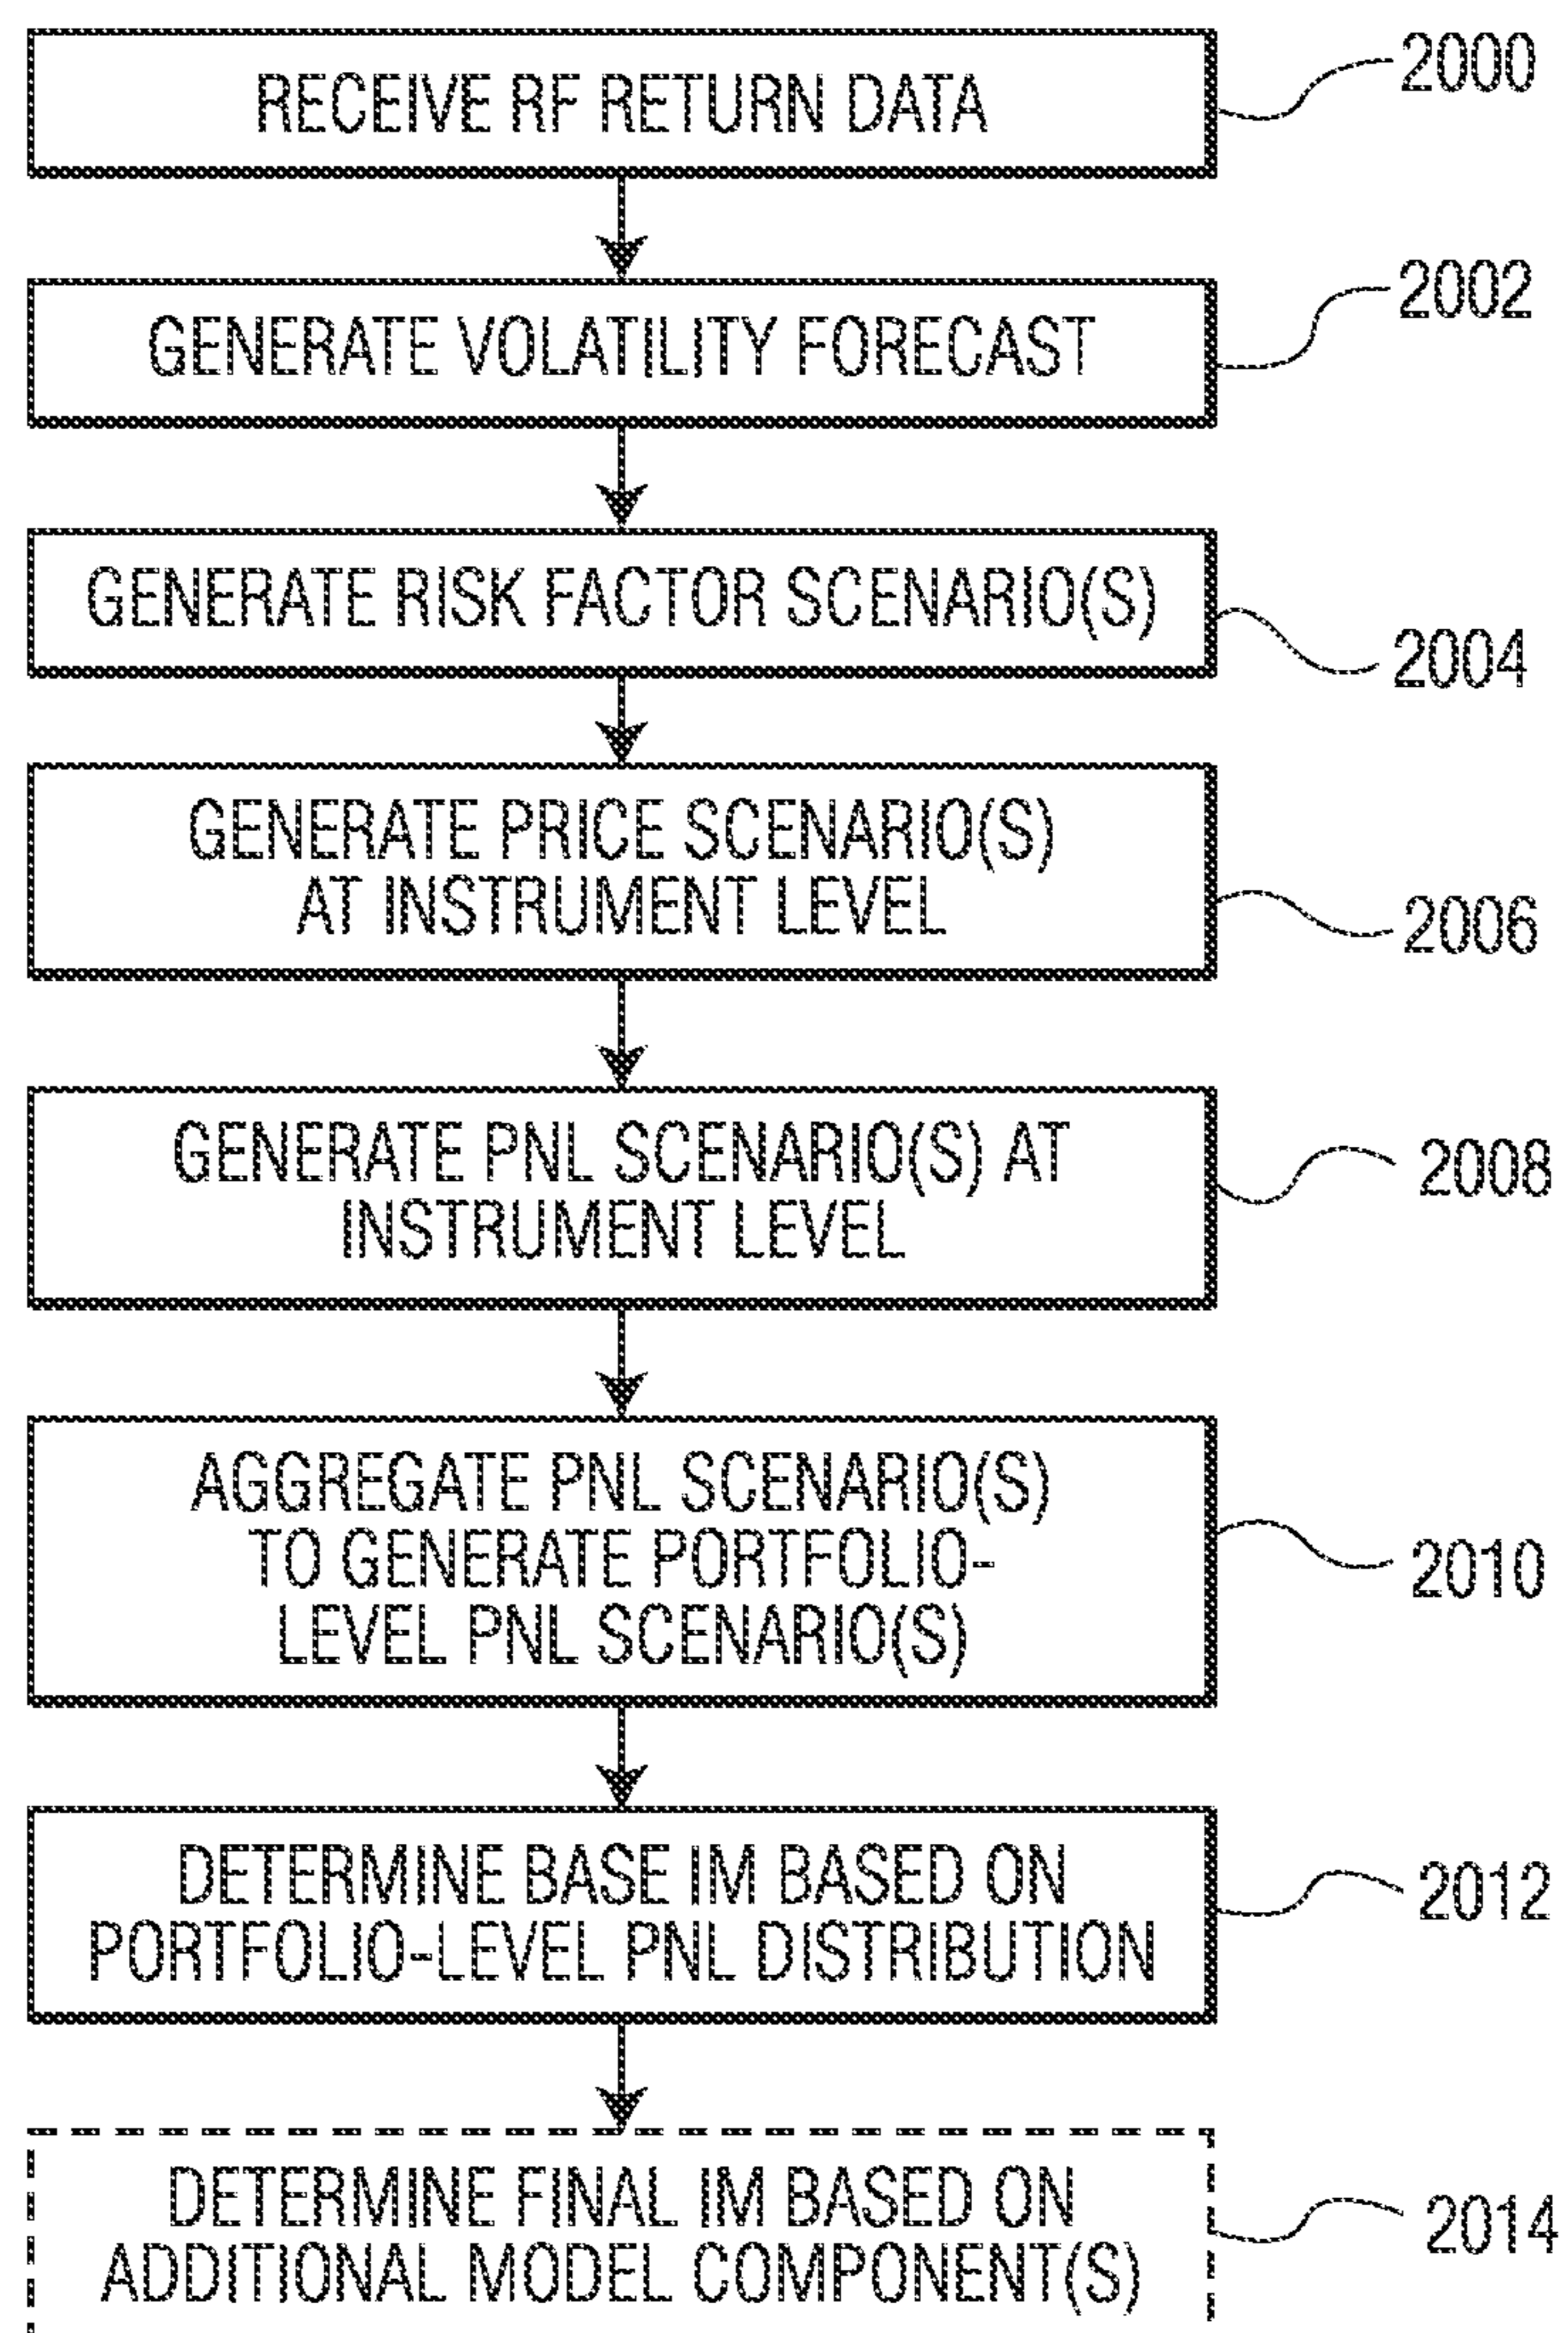 RECEIVE RF RETURN DATA
2000
GENERATE VOLATILITY FORECAST
2002
GENERATE RISK FACTOR SCENARIO(S)
2004
GENERATE PRICE SCENARIO(S)
AT INSTRUMENT LEVEL
2006
GENERATE PNL SCENARIO(S) AT
INSTRUMENT LEVEL
2008
AGGREGATE PNL SCENARIO(S)
TO GENERATE PORTFOLIO-
LEVEL PNL SCENARIO(S)
2010
DETERMINE BASE IM BASED ON
PORTFOLIO-LEVEL PNL DISTRIBUTION
2012
DETERMINE FINAL IM BASED ON
ADDITIONAL MODEL COMPONENT(S)
2014